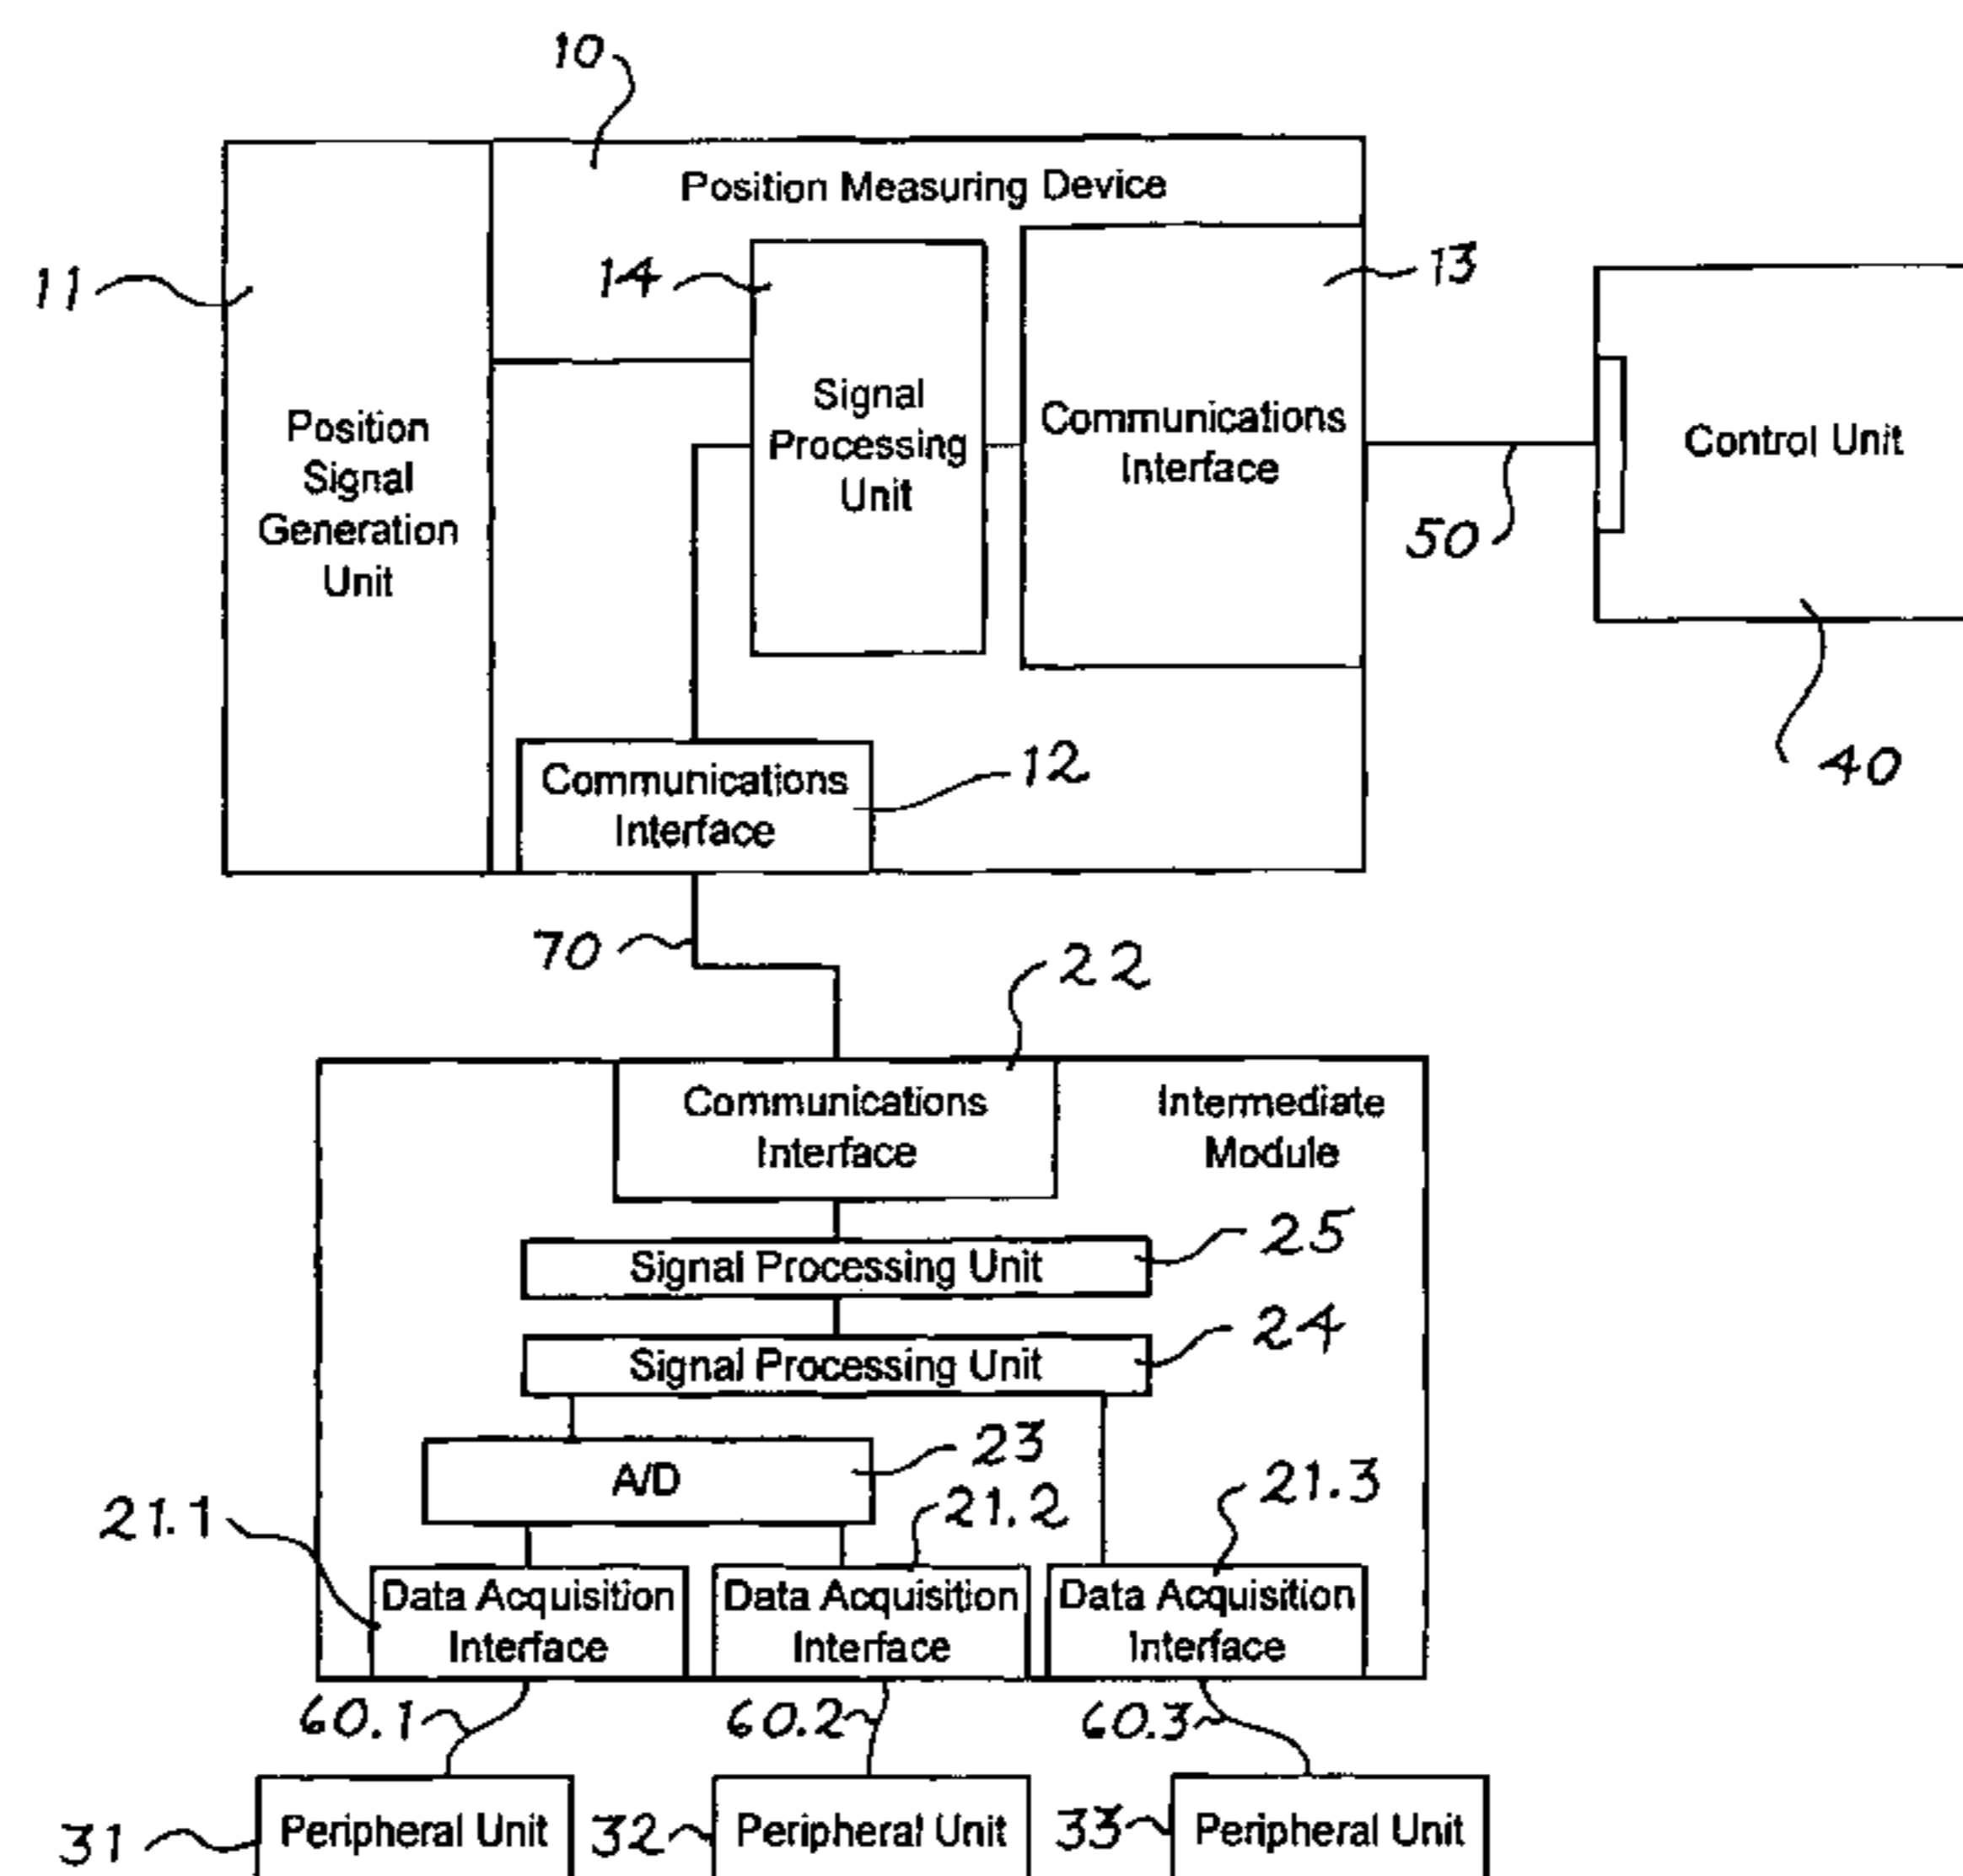 10
Position Measuring Device
11
14
13
Position
Signal
Generation
Unit
Signal
Processing
Unit
Communications
Interface
Control Unit
50
40
Communications
Interface
12
70
22
Communications
Interface
Intermediate
Module
Signal Processing Unit
25
Signal Processing Unit
24
A/D
23
21.1
21.2
21.3
Data Acquisition
Interface
Data Acquisition
Interface
Data Acquisition
Interface
60.1
60.2
60.3
31
Peripheral Unit
32
Peripheral Unit
33
Peripheral Unit